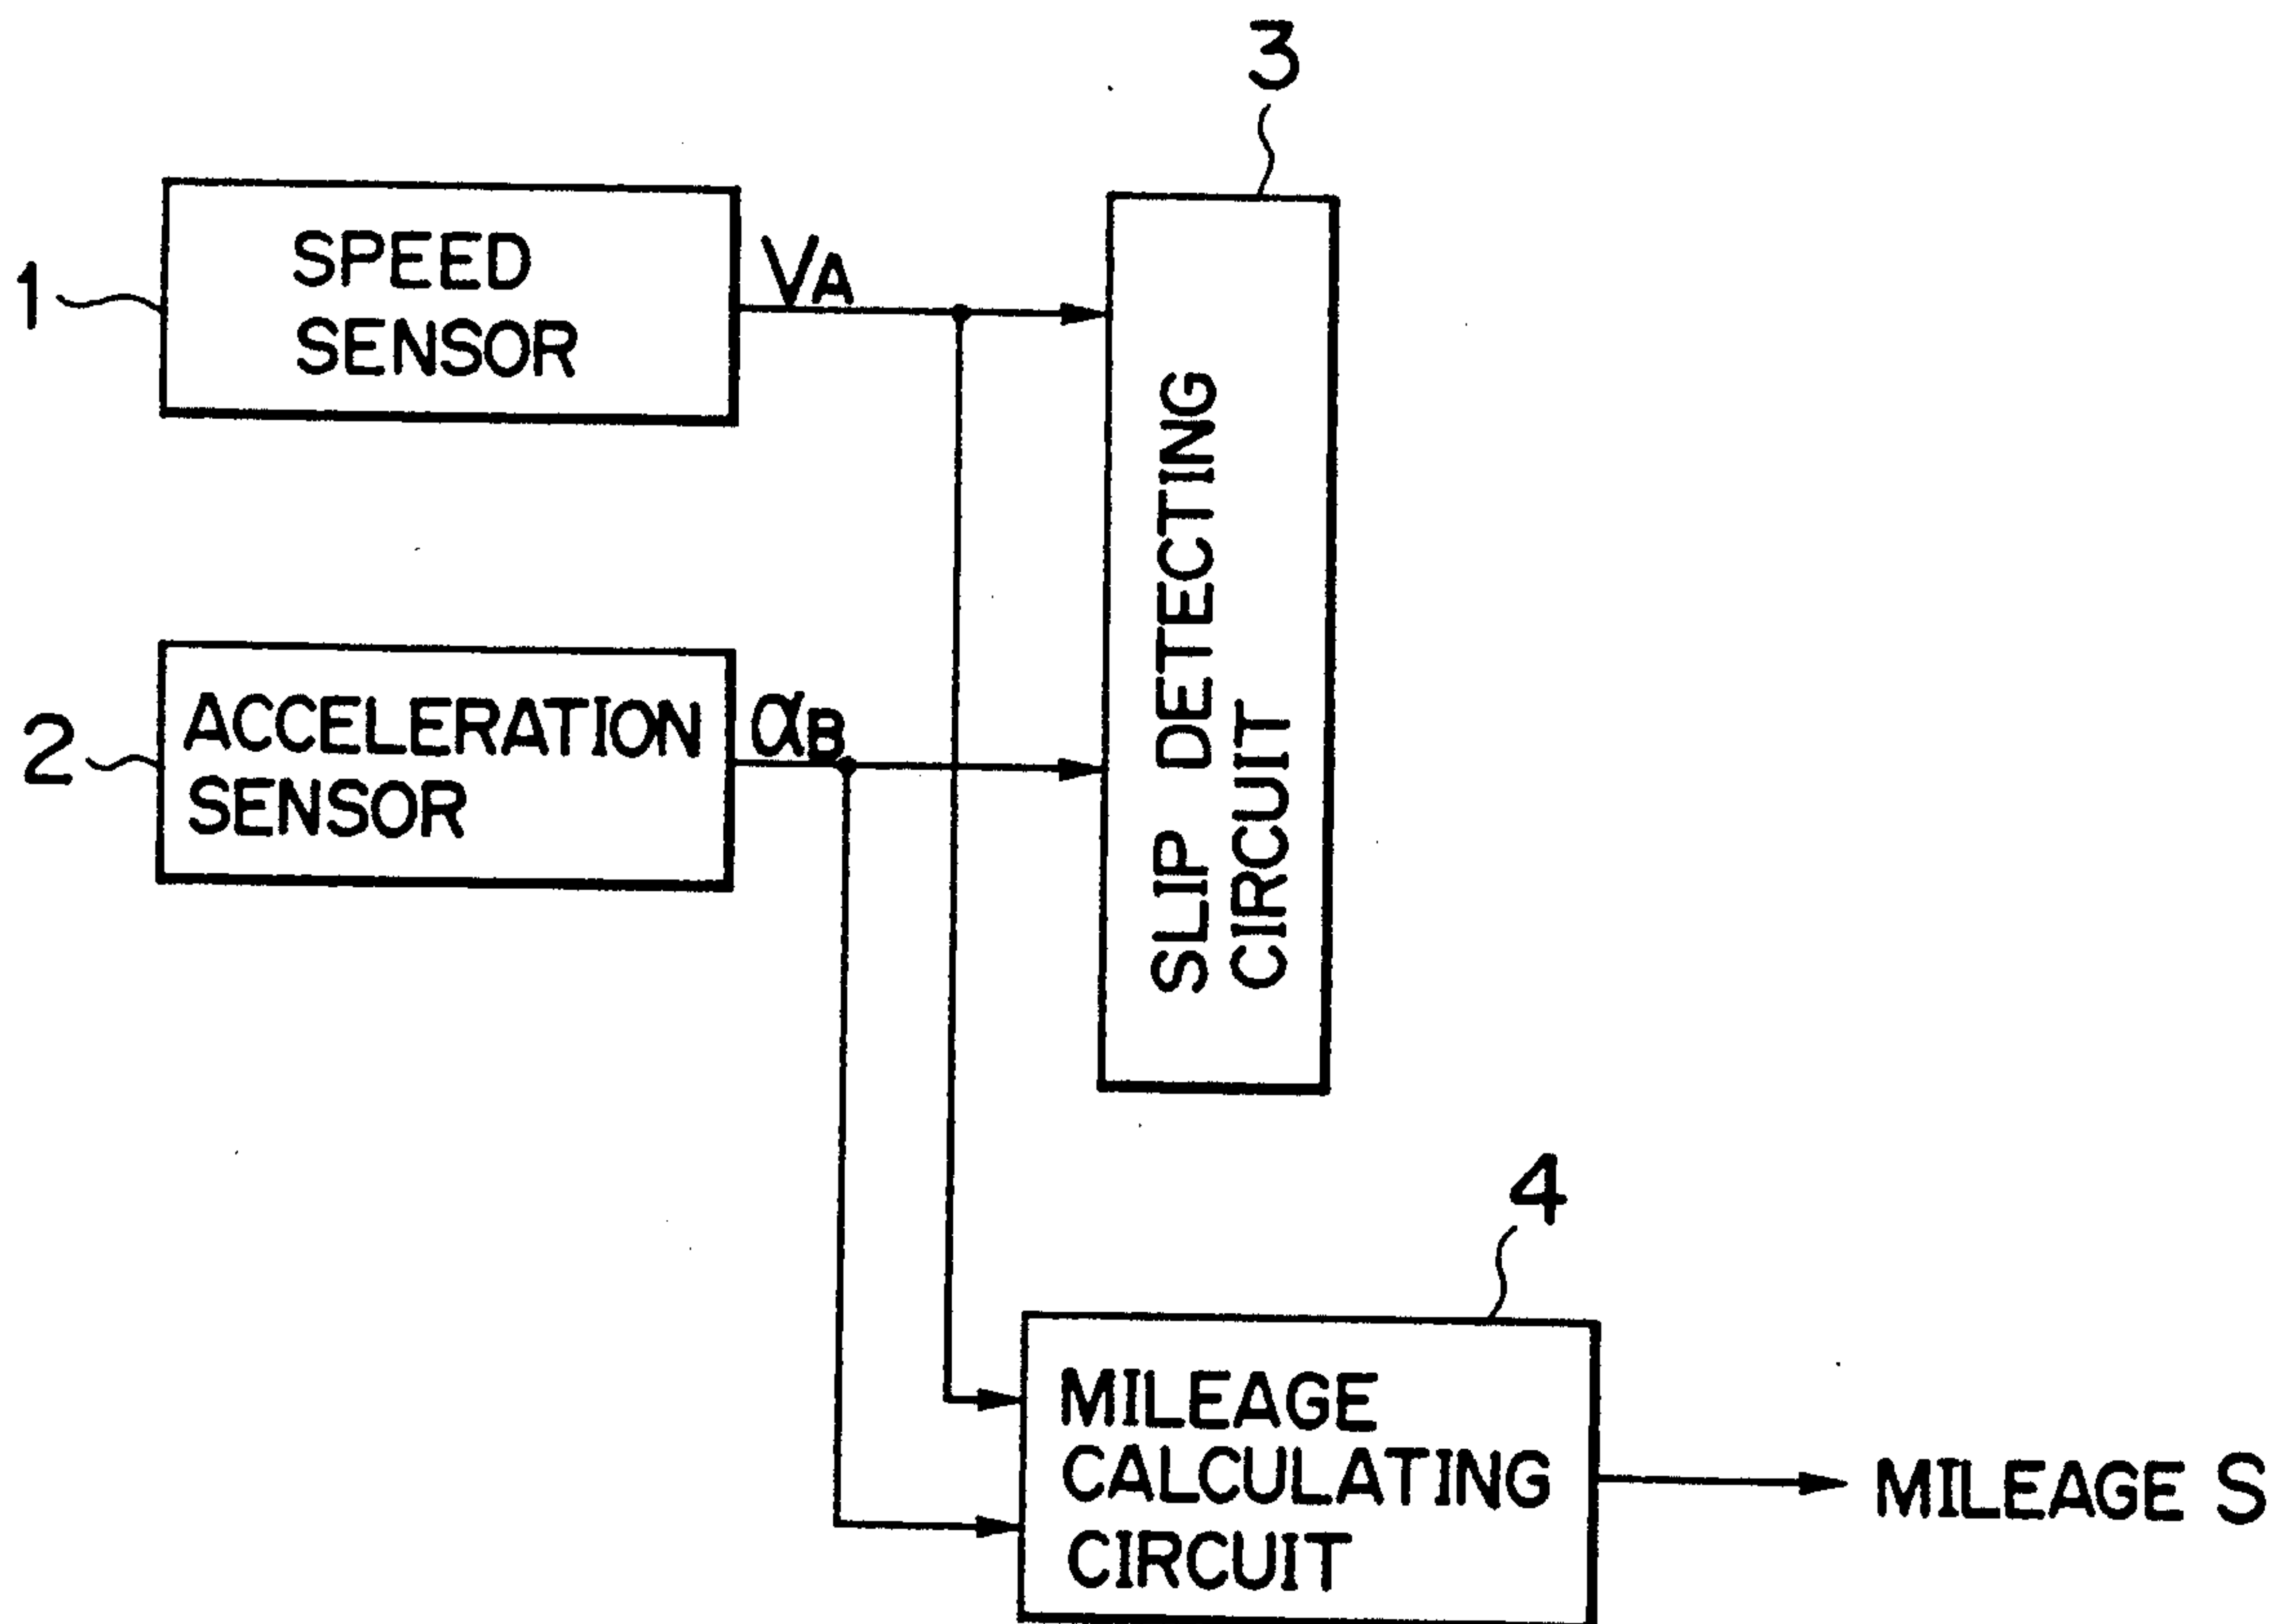 3
1
SPEED
SENSOR
VA
2
ACCELERATION
SENSOR
αB
SLIP DETECTING
CIRCUIT
4
MILEAGE
CALCULATING
CIRCUIT
MILEAGE S